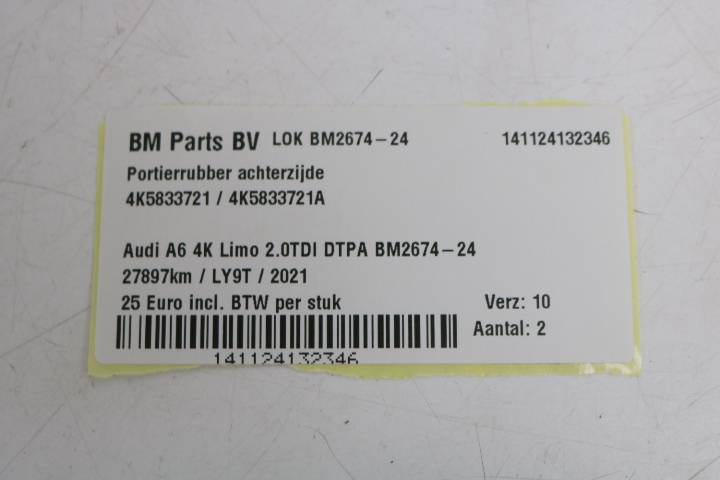 BM Parts BV LOK BM2674-24 141124132346
Portierrubber achterzijde
4K5833721 / 4K5833721A
Audi A6 4K Limo 2.0TDI DTPA BM2674-24
27897km / LY9T / 2021
25 Euro incl. BTW per stuk Verz: 10
Aantal: 2
141124132346